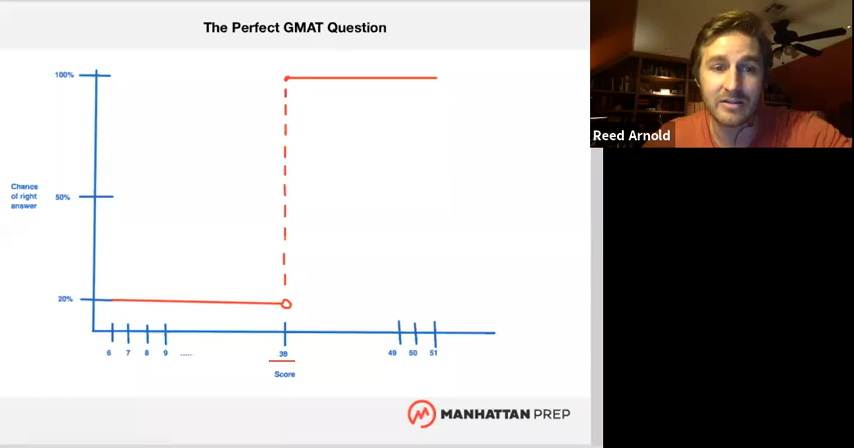 The Perfect GMAT Question
100%
Chance
of right
answer
50%
20%
6 7 8 9 ..... 38 49 50 51
Score
MANHATTAN PREP
Reed Arnold